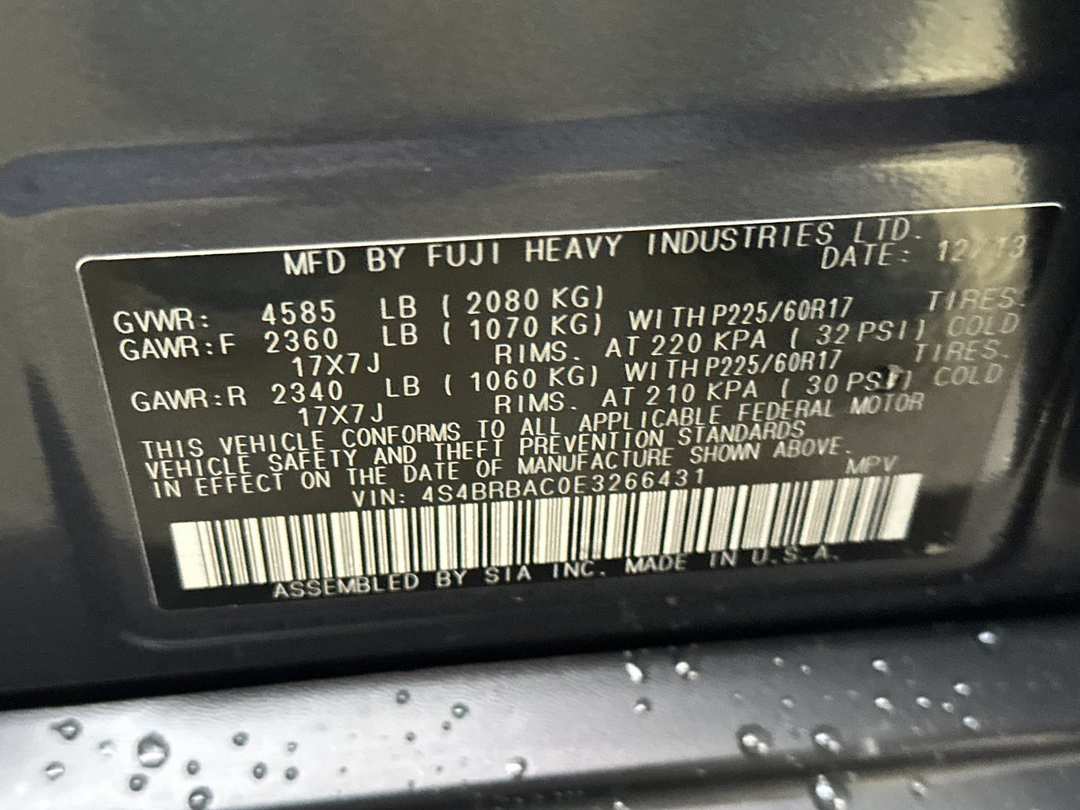 MFD BY FUJI HEAVY INDUSTRIES LTD.
DATE: 12/13
GVWR: 4585 LB ( 2080 KG)
GAWR:F 2360 LB ( 1070 KG) WITH P225/60R17 TIRES.
17X7J RIMS. AT 220 KPA ( 32 PSI) COLD
GAWR:R 2340 LB ( 1060 KG) WITH P225/60R17 TIRES.
17X7J RIMS. AT 210 KPA ( 30 PSI) COLD
THIS VEHICLE CONFORMS TO ALL APPLICABLE FEDERAL MOTOR
VEHICLE SAFETY AND THEFT PREVENTION STANDARDS
IN EFFECT ON THE DATE OF MANUFACTURE SHOWN ABOVE.
VIN: 4S4BRBAC0E3266431 MPV
ASSEMBLED BY SIA INC. MADE IN U.S.A.